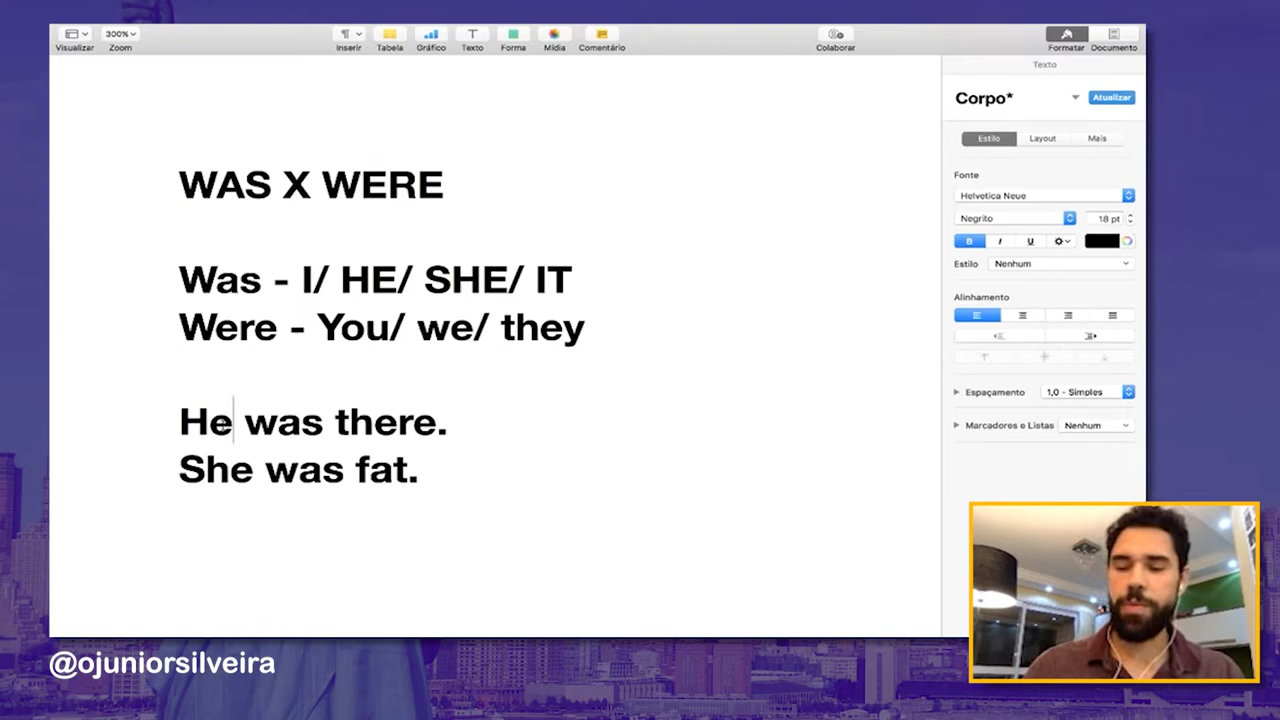 300%
Visualizar
Zoom
Inserir
Tabela
Gráfico
Texto
Forma
Mídia
Comentário
Colaborar
Formatar
Documento
Texto
Corpo*
Atualizar
Estilo
Layout
Mais
Fonte
Helvetica Neue
Negrito
18 pt
B
I
U
Estilo
Nenhum
Alinhamento
Espaçamento
1,0 - Simples
Marcadores e Listas
Nenhum
WAS X WERE
Was - I/ HE/ SHE/ IT
Were - You/ we/ they
He was there.
She was fat.
@ojuniorsilveira